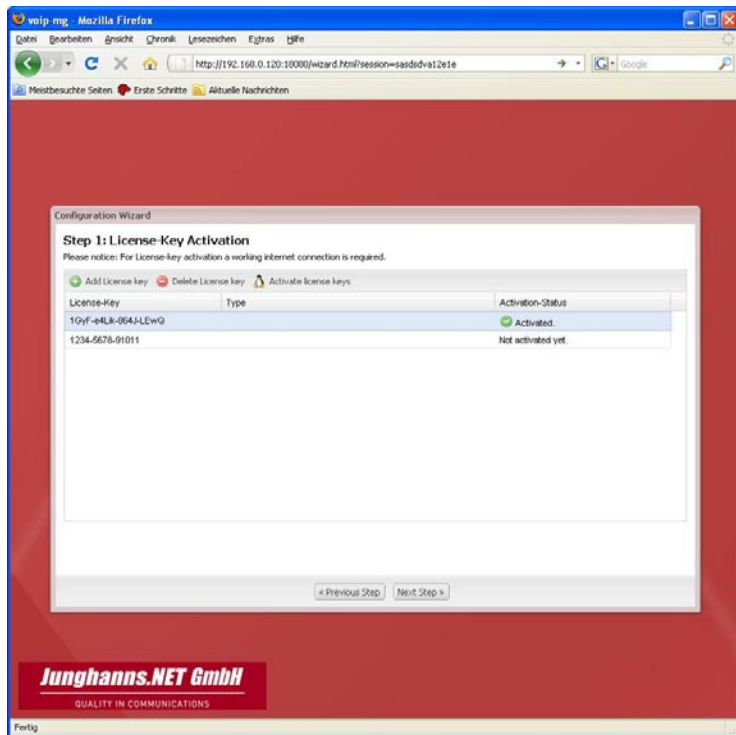 voip-mg - Mozilla Firefox
Datei Bearbeiten Ansicht Chronik Lesezeichen Extras Hilfe
http://192.168.0.120:18080/wizard.html?session=sasdsdva12e1e
Google
Meistbesuchte Seiten Erste Schritte Aktuelle Nachrichten
Configuration Wizard
Step 1: License-Key Activation
Please notice: For License-key activation a working internet connection is required.
Add License key Delete License key Activate license keys
License-Key Type Activation-Status
1GyF-e4Lik-864J-LEwQ Activated.
1234-5678-91011 Not activated yet.
« Previous Step Next Step »
Junghanns.NET GmbH
QUALITY IN COMMUNICATIONS
Fertig